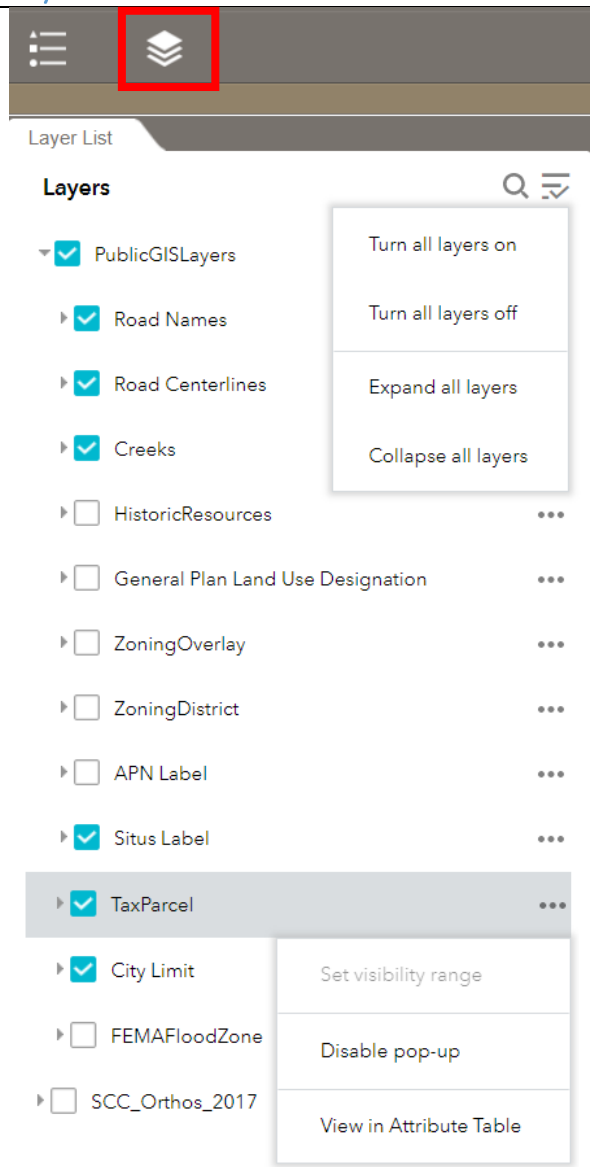 Layer List
Layers
PublicGISLayers
Turn all layers on
Road Names
Turn all layers off
Road Centerlines
Expand all layers
Creeks
Collapse all layers
HistoricResources
General Plan Land Use Designation
ZoningOverlay
ZoningDistrict
APN Label
Situs Label
TaxParcel
City Limit
Set visibility range
FEMAFloodZone
Disable pop-up
SCC_Orthos_2017
View in Attribute Table